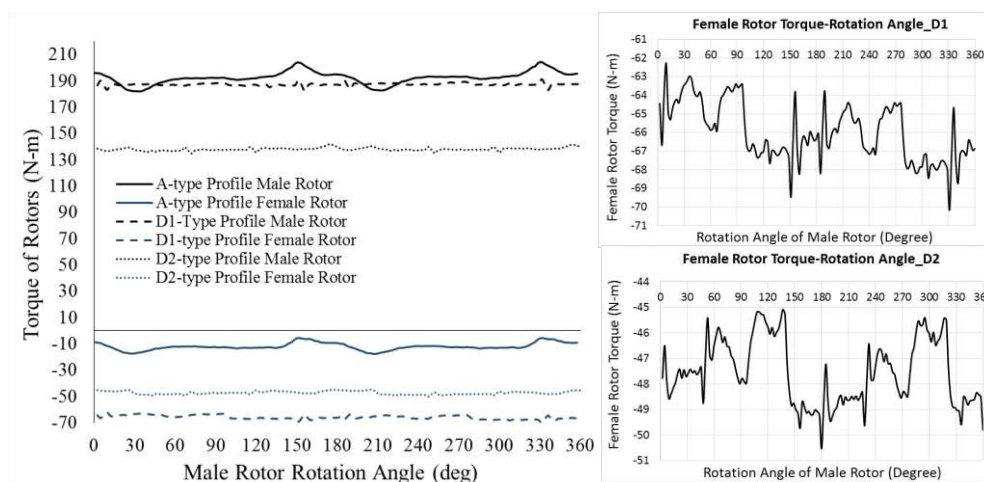 210
190
170
150
130
110
90
70
50
30
10
-10
-30
-50
-70
Torque of Rotors (N-m)
A-type Profile Male Rotor
A-type Profile Female Rotor
D1-Type Profile Male Rotor
D1-type Profile Female Rotor
D2-type Profile Male Rotor
D2-type Profile Female Rotor
0 30 60 90 120 150 180 210 240 270 300 330 360
Male Rotor Rotation Angle (deg)
Female Rotor Torque-Rotation Angle_D1
-61
-62
-63
-64
-65
-66
-67
-68
-69
-70
-71
0 30 60 90 120 150 180 210 240 270 300 330 360
Female Rotor Torque (N-m)
Rotation Angle of Male Rotor (Degree)
Female Rotor Torque-Rotation Angle_D2
-44
-45
-46
-47
-48
-49
-50
-51
0 30 60 90 120 150 180 210 240 270 300 330 360
Female Rotor Torque (N-m)
Rotation Angle of Male Rotor (Degree)